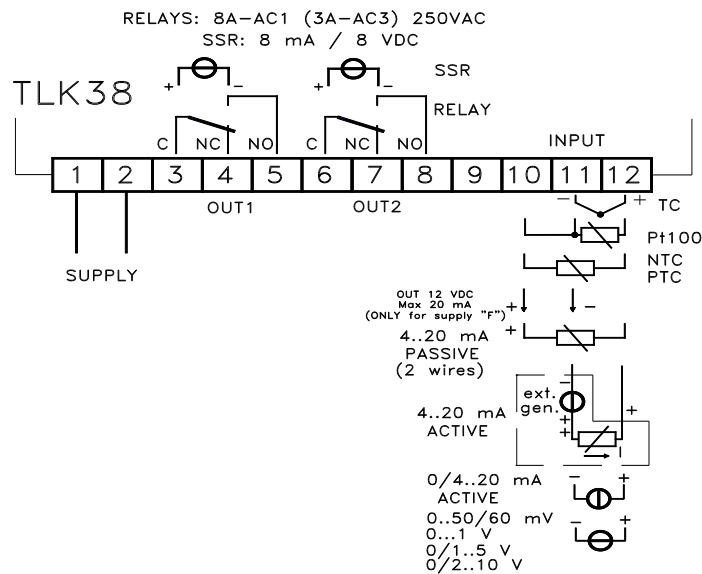 RELAYS: 8A-AC1 (3A-AC3) 250VAC
SSR: 8 mA / 8 VDC
TLK38
+ - + - SSR
RELAY
C NC NO C NC NO INPUT
1 2 3 4 5 6 7 8 9 10 11 12
OUT1 OUT2 - + TC
Pt100
SUPPLY
NTC
PTC
OUT 12 VDC
Max 20 mA + -
(ONLY for supply "F")
4..20 mA +
PASSIVE
(2 wires)
-
ext.
gen.
4..20 mA + +
ACTIVE +
I
0/4..20 mA - +
ACTIVE
0..50/60 mV - +
0...1 V
0/1..5 V
0/2..10 V